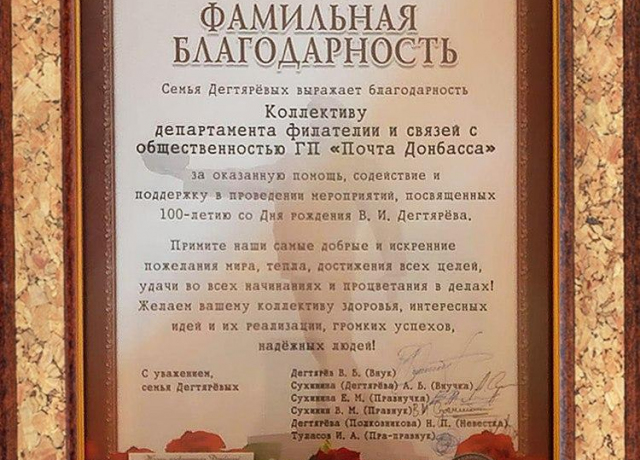 ФАМИЛЬНАЯ
БЛАГОДАРНОСТЬ
Семья Дегтярёвых выражает благодарность
Коллективу
департамента филателии и связей с
общественностью ГП «Почта Донбасса»
за оказанную помощь, содействие и
поддержку в проведении мероприятий, посвященных
100-летию со Дня рождения В. И. Дегтярёва.
Примите наши самые добрые и искренние
пожелания мира, тепла, достижения всех целей,
удачи во всех начинаниях и процветания в делах!
Желаем вашему коллективу здоровья, интересных
идей и их реализации, громких успехов,
надёжных людей!
С уважением,
семья Дегтярёвых
Дегтярёв В. Б. (Внук)
Сухинина (Дегтярёва) А. Б. (Внучка)
Сухинина Е. М. (Правнучка)
Сухинин В. М. (Правнук)
Дегтярёва (Полковникова) Н. П. (Невестка)
Тупасов И. А. (Пра-правнук)